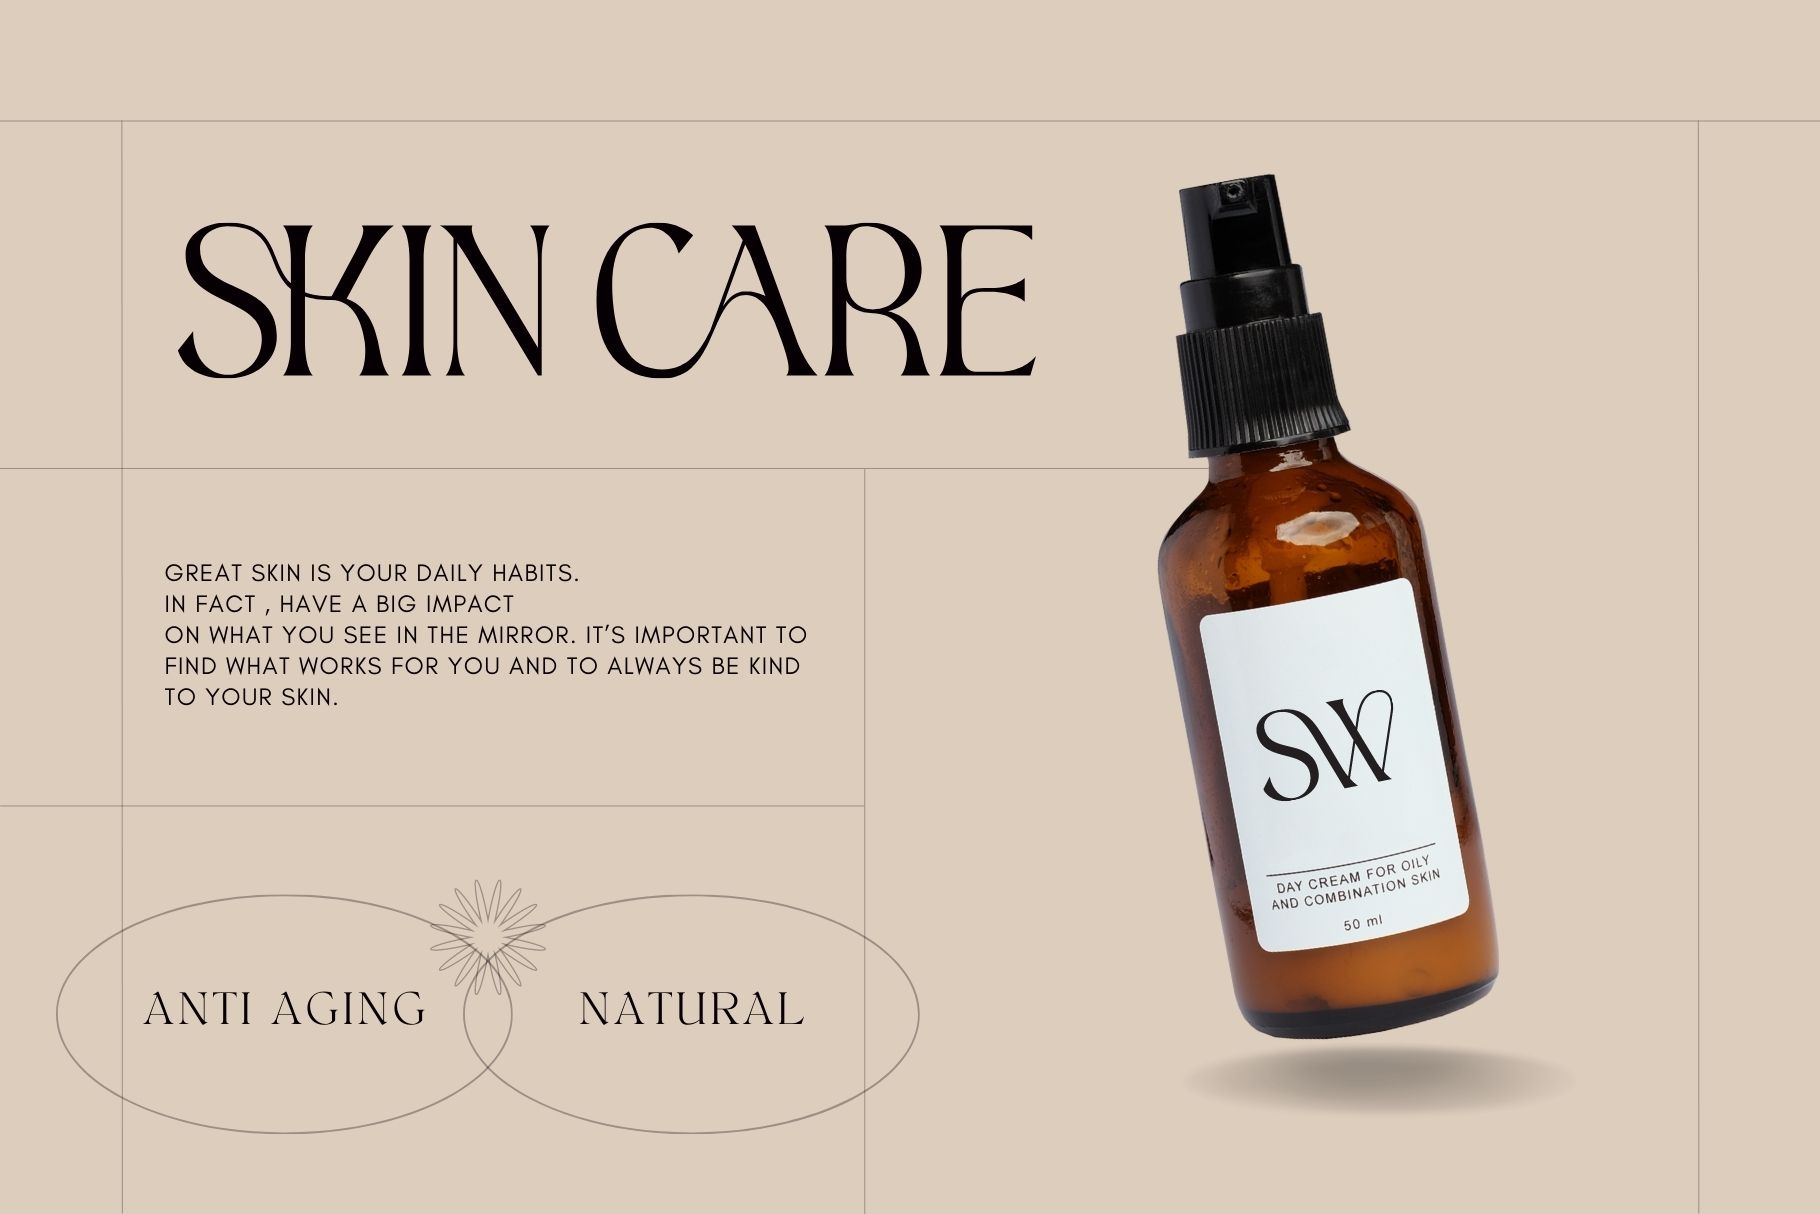 SKIN CARE
GREAT SKIN IS YOUR DAILY HABITS.
IN FACT , HAVE A BIG IMPACT
ON WHAT YOU SEE IN THE MIRROR. IT’S IMPORTANT TO
FIND WHAT WORKS FOR YOU AND TO ALWAYS BE KIND
TO YOUR SKIN.
ANTI AGING
NATURAL
SW
DAY CREAM FOR OILY
AND COMBINATION SKIN
50 ml